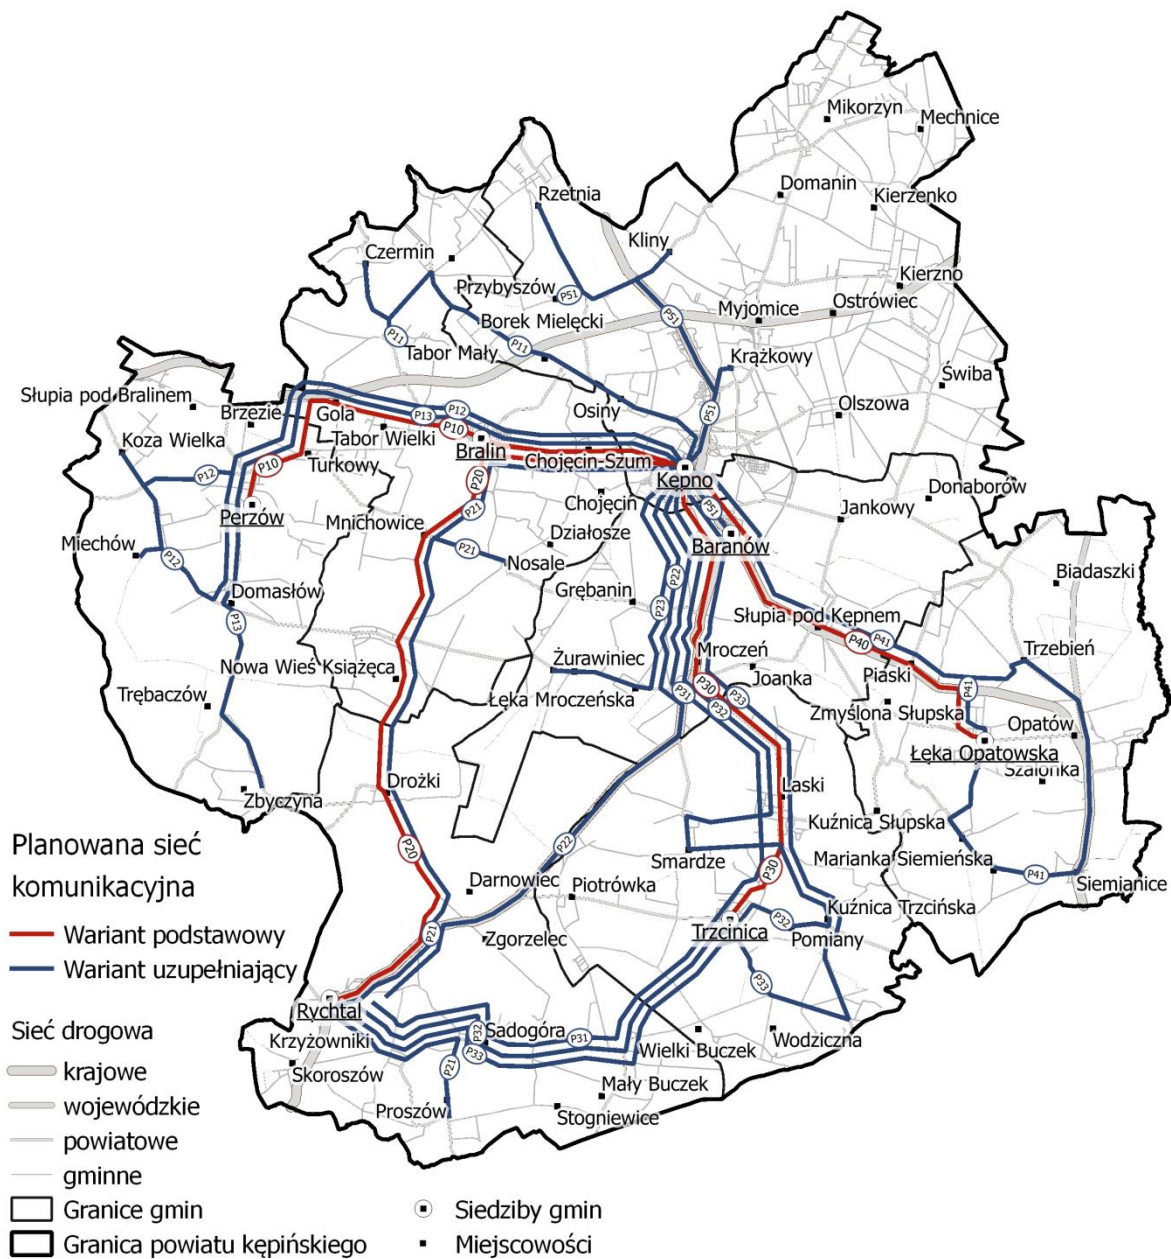 Mikorzyn
Mechnice
Domanin
Kierzenko
Rzetnia
Kliny
Czermin
Kierzno
Przybyszów
P51
Ostrówiec
Myjomice
P51
Borek Mielęcki
P11
P11
Tabor Mały
Krążkowy
Świba
Słupia pod Bralinem
Osiny
P51
Olszowa
Brzezie
Gola
P13
P12
P10
Koza Wielka
Tabor Wielki
Bralin
Chojęcin-Szum
P10
Turkowy
P12
Kępno
P20
Donaborów
Perzów
P21
Chojęcin
P51
Jankowy
Mnichowice
Działosze
Baranów
Miechów
P12
P21
Nosale
P22
Biadaszki
Grębanin
Domasłów
P23
Słupia pod Kępnem
P13
P40
P41
Trzebień
Nowa Wieś Książęca
Żurawiniec
Mroczeń
Joanka
Piaski
Trębaczów
Łęka Mroczeńska
P31
P30
P32
P33
Zmyślona Słupska
P41
Opatów
Łęka Opatowska
Szalonka
Zbyczyna
Drożki
Laski
Kuźnica Słupska
Planowana sieć
komunikacyjna
P20
P22
Smardze
Marianka Siemieńska
P41
Siemianice
Darnowiec
Piotrówka
P30
Kuźnica Trzcińska
Wariant podstawowy
P21
Zgorzelec
Trzcinica
P32
Pomiany
Wariant uzupełniający
P33
Rychtal
Sieć drogowa
Krzyżowniki
P32
Sadogóra
P31
Wielki Buczek
Wodziczna
P33
krajowe
Skoroszów
P21
wojewódzkie
Proszów
Mały Buczek
Stogniewice
powiatowe
gminne
Granice gmin
Siedziby gmin
Granica powiatu kępińskiego
Miejscowości